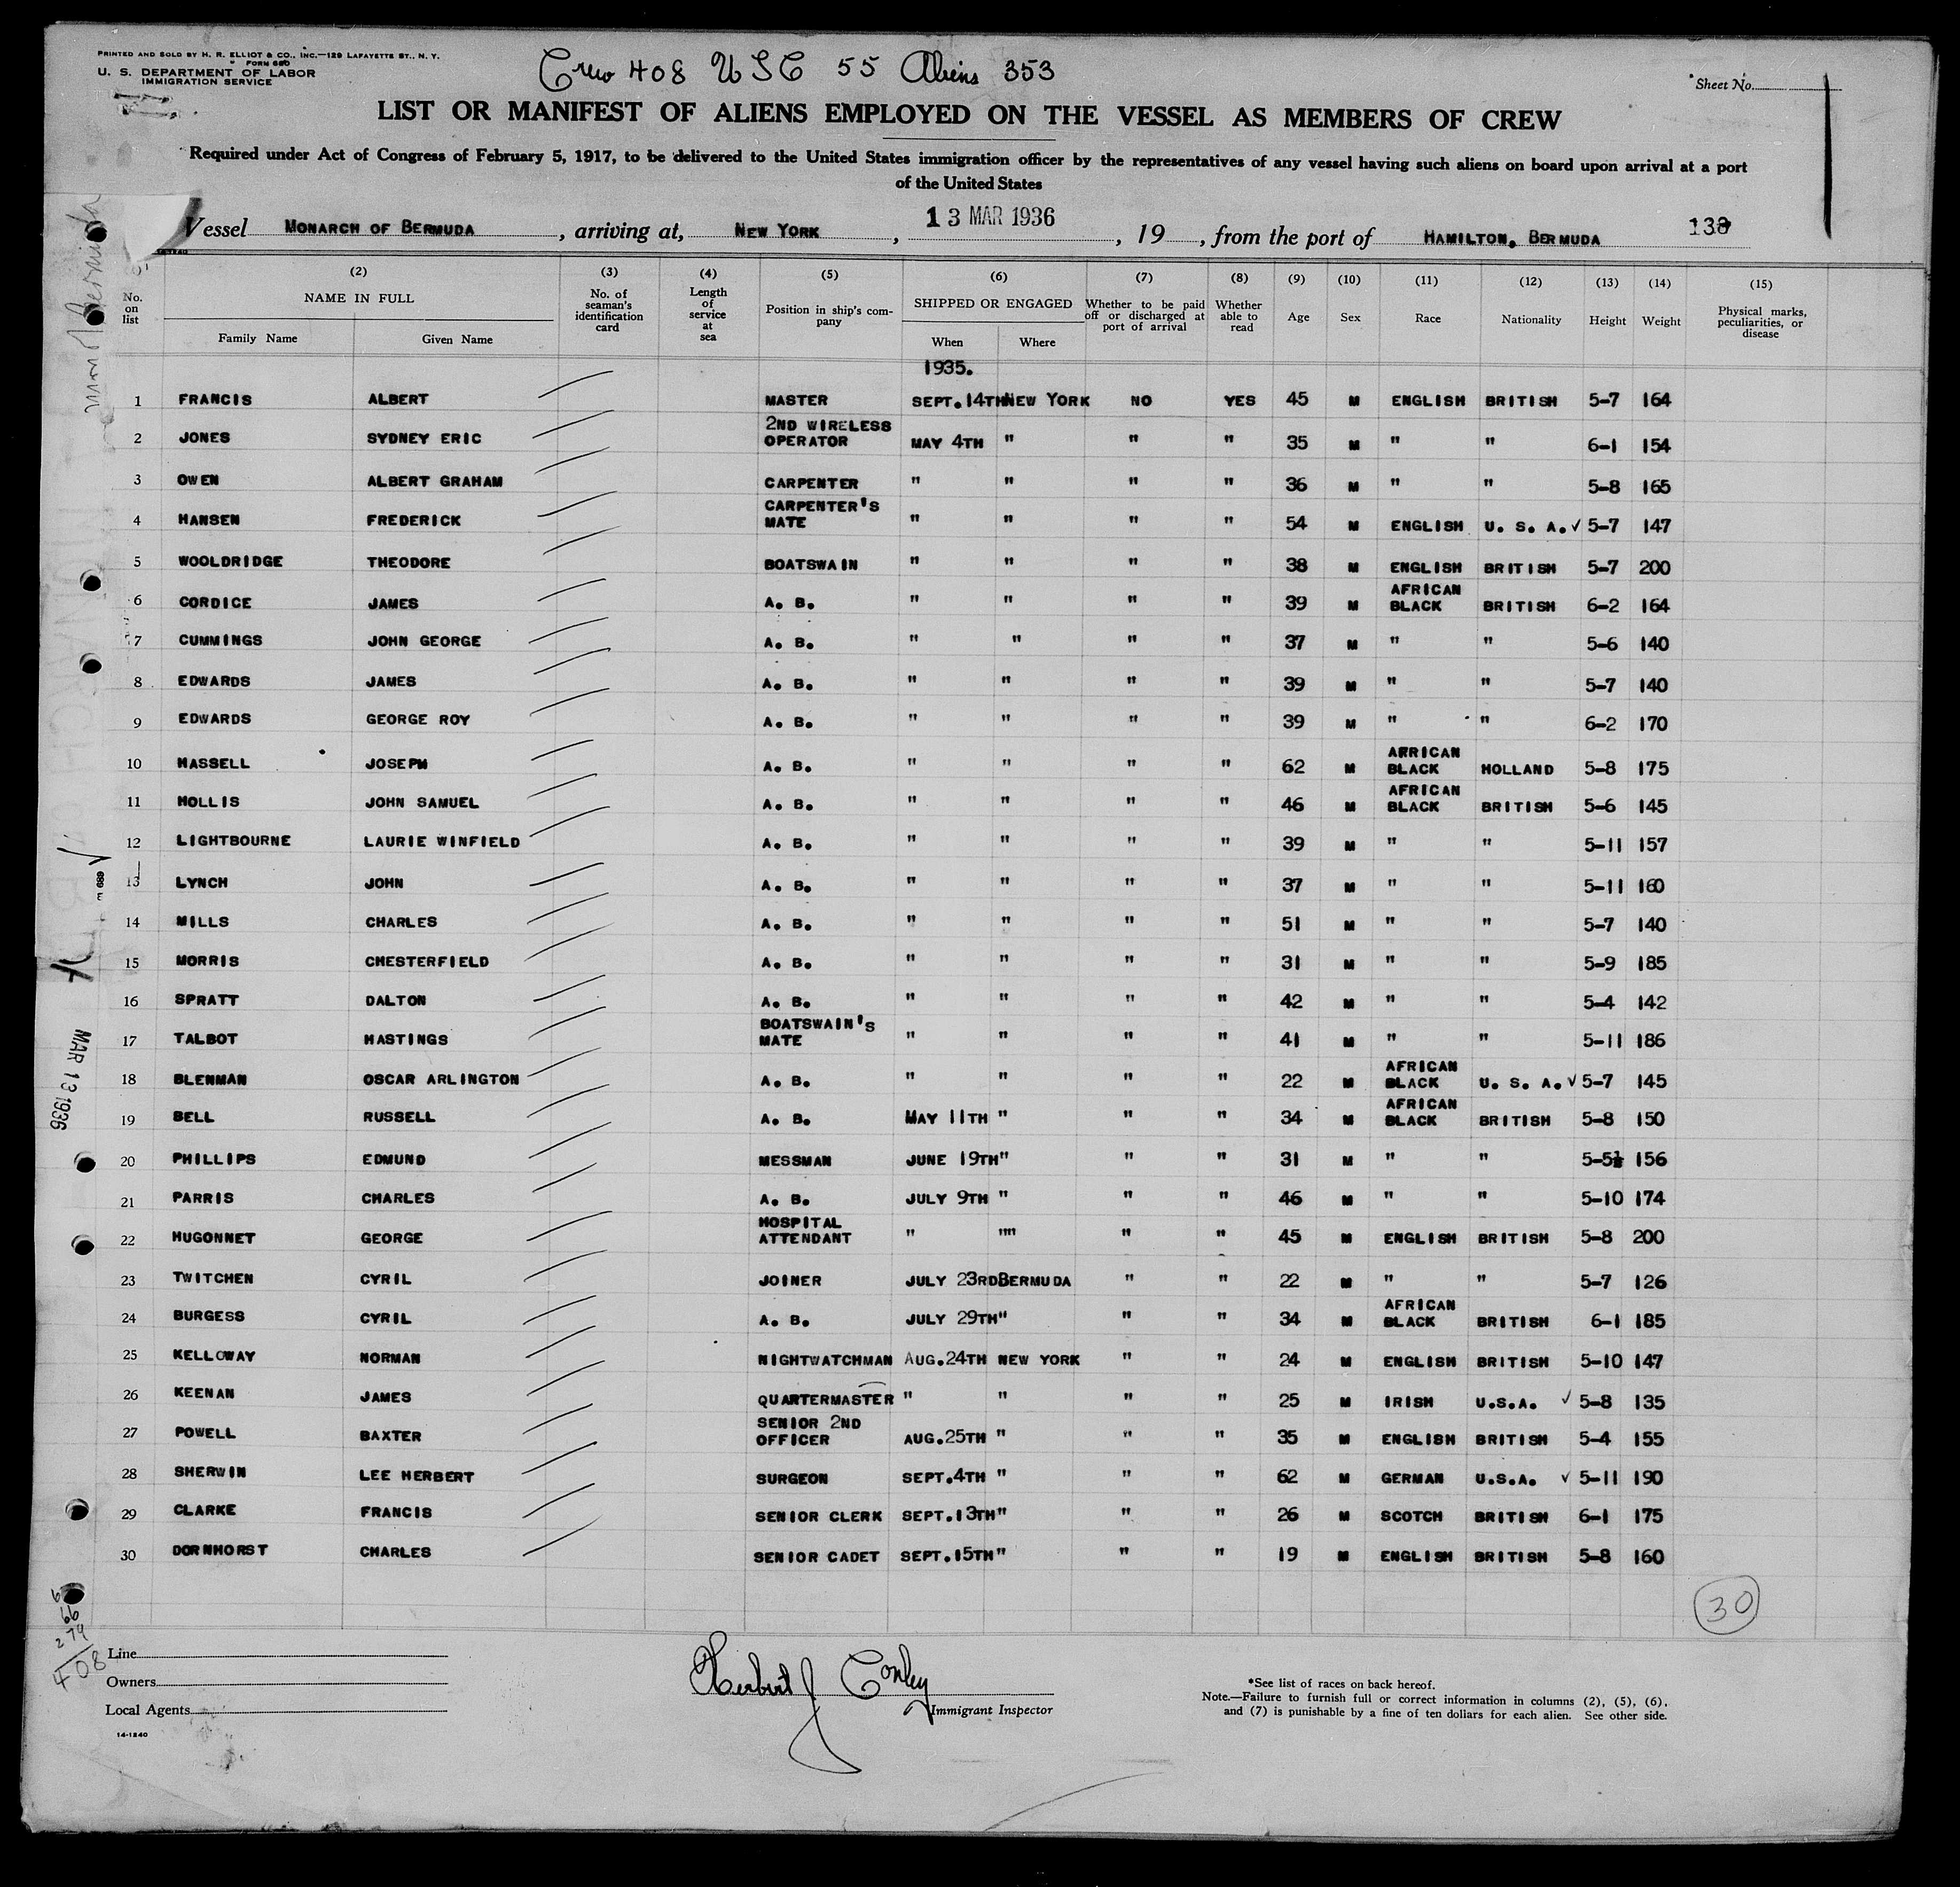 PRINTED AND SOLD BY H. R. ELLIOT & CO., INC.—129 LAFAYETTE ST., N. Y.
" FORM 680
U. S. DEPARTMENT OF LABOR
IMMIGRATION SERVICE
Crew 408 USC 55 Aliens 353
*Sheet No.
LIST OR MANIFEST OF ALIENS EMPLOYED ON THE VESSEL AS MEMBERS OF CREW
Required under Act of Congress of February 5, 1917, to be delivered to the United States immigration officer by the representatives of any vessel having such aliens on board upon arrival at a port
of the United States
Vessel MONARCH OF BERMUDA, arriving at, NEW YORK, 13 MAR 1936, 19, from the port of HAMILTON, BERMUDA 138
(2) (3) (4) (5) (6) (7) (8) (9) (10) (11) (12) (13) (14) (15)
No. on list NAME IN FULL Family Name Given Name No. of seaman's identification card Length of service at sea Position in ship's company SHIPPED OR ENGAGED When Where Whether to be paid off or discharged at port of arrival Whether able to read Age Sex Race Nationality Height Weight Physical marks, peculiarities, or disease
1935.
1 FRANCIS ALBERT MASTER SEPT.14TH NEW YORK NO YES 45 M ENGLISH BRITISH 5-7 164
2 JONES SYDNEY ERIC 2ND WIRELESS OPERATOR MAY 4TH " " " 35 M " " 6-1 154
3 OWEN ALBERT GRAHAM CARPENTER " " " " 36 M " " 5-8 165
4 HANSEN FREDERICK CARPENTER'S MATE " " " " 54 M ENGLISH U. S. A. ✓ 5-7 147
5 WOOLDRIDGE THEODORE BOATSWAIN " " " " 38 M ENGLISH BRITISH 5-7 200
6 CORDICE JAMES A. B. " " " " 39 M AFRICAN BLACK BRITISH 6-2 164
7 CUMMINGS JOHN GEORGE A. B. " " " " 37 M " " 5-6 140
8 EDWARDS JAMES A. B. " " " " 39 M " " 5-7 140
9 EDWARDS GEORGE ROY A. B. " " " " 39 M " " 6-2 170
10 HASSELL JOSEPH A. B. " " " " 62 M ARRICAN BLACK HOLLAND 5-8 175
11 HOLLIS JOHN SAMUEL A. B. " " " " 46 M AFRICAN BLACK BRITISH 5-6 145
12 LIGHTBOURNE LAURIE WINFIELD A. B. " " " " 39 M " " 5-11 157
13 LYNCH JOHN A. B. " " " " 37 M " " 5-11 160
14 MILLS CHARLES A. B. " " " " 51 M " " 5-7 140
15 MORRIS CHESTERFIELD A. B. " " " " 31 M " " 5-9 185
16 SPRATT DALTON A. B. " " " " 42 M " " 5-4 142
17 TALBOT HASTINGS BOATSWAIN'S MATE " " " " 41 M " " 5-11 186
18 BLENMAN OSCAR ARLINGTON A. B. " " " " 22 M AFRICAN BLACK U. S. A. ✓ 5-7 145
19 BELL RUSSELL A. B. MAY 11TH " " " 34 M AFRICAN BLACK BRITISH 5-8 150
20 PHILLIPS EDMUND MESSMAN JUNE 19TH " " " 31 M " " 5-5½ 156
21 PARRIS CHARLES A. B. JULY 9TH " " " 46 M " " 5-10 174
22 HUGONNET GEORGE HOSPITAL ATTENDANT " "" " " 45 M ENGLISH BRITISH 5-8 200
23 TWITCHEN CYRIL JOINER JULY 23RD BERMUDA " " 22 M " " 5-7 126
24 BURGESS CYRIL A. B. JULY 29TH " " " 34 M AFRICAN BLACK BRITISH 6-1 185
25 KELLOWAY NORMAN NIGHTWATCHMAN AUG.24TH NEW YORK " " 24 M ENGLISH BRITISH 5-10 147
26 KEENAN JAMES QUARTERMASTER " " " " 25 M IRISH U.S.A. ✓ 5-8 135
27 POWELL BAXTER SENIOR 2ND OFFICER AUG.25TH " " " 35 M ENGLISH BRITISH 5-4 155
28 SHERWIN LEE HERBERT SURGEON SEPT.4TH " " " 62 M GERMAN U.S.A. ✓ 5-11 190
29 CLARKE FRANCIS SENIOR CLERK SEPT.13TH " " " 26 M SCOTCH BRITISH 6-1 175
30 DORNHORST CHARLES SENIOR CADET SEPT.15TH " " " 19 M ENGLISH BRITISH 5-8 160
30
MAR 13 1936
6
66
279
408
Line
Owners
Local Agents
14-1240
Herbert J Conley
Immigrant Inspector
*See list of races on back hereof.
Note.—Failure to furnish full or correct information in columns (2), (5), (6),
and (7) is punishable by a fine of ten dollars for each alien. See other side.